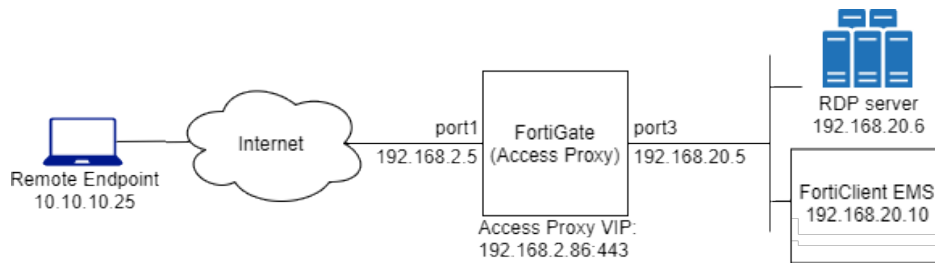 Remote Endpoint
10.10.10.25
Internet
port1
192.168.2.5
FortiGate
(Access Proxy)
Access Proxy VIP:
192.168.2.86:443
port3
192.168.20.5
RDP server
192.168.20.6
FortiClient EMS
192.168.20.10